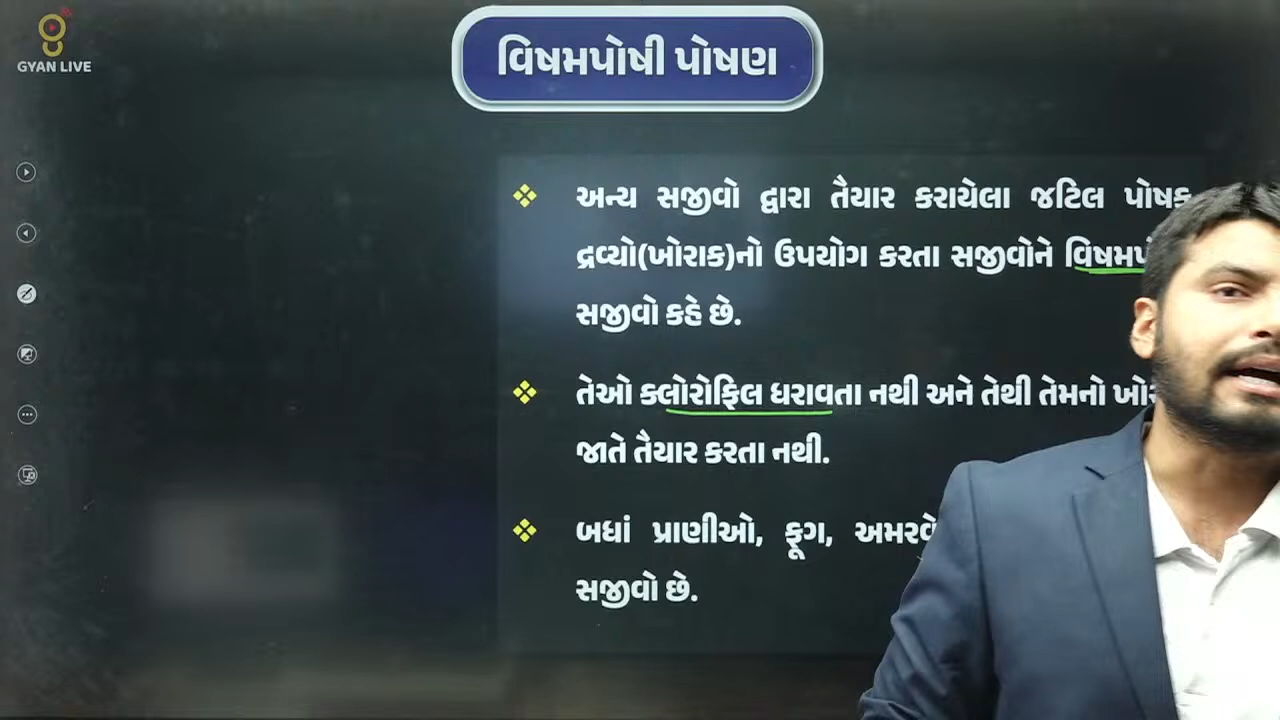 GYAN LIVE
વિષમપોષી પોષણ
અન્ય સજીવો દ્વારા તૈયાર કરાયેલા જટિલ પોષક
દ્રવ્યો(ખોરાક)નો ઉપયોગ કરતા સજીવોને
સજીવો કહે છે.
તેઓ ક્લોરોફિલ ધરાવતા નથી અને તેથી તેમનો
જાતે તૈયાર કરતા નથી.
બધાં પ્રાણીઓ, ફૂગ,
સજીવો છે.